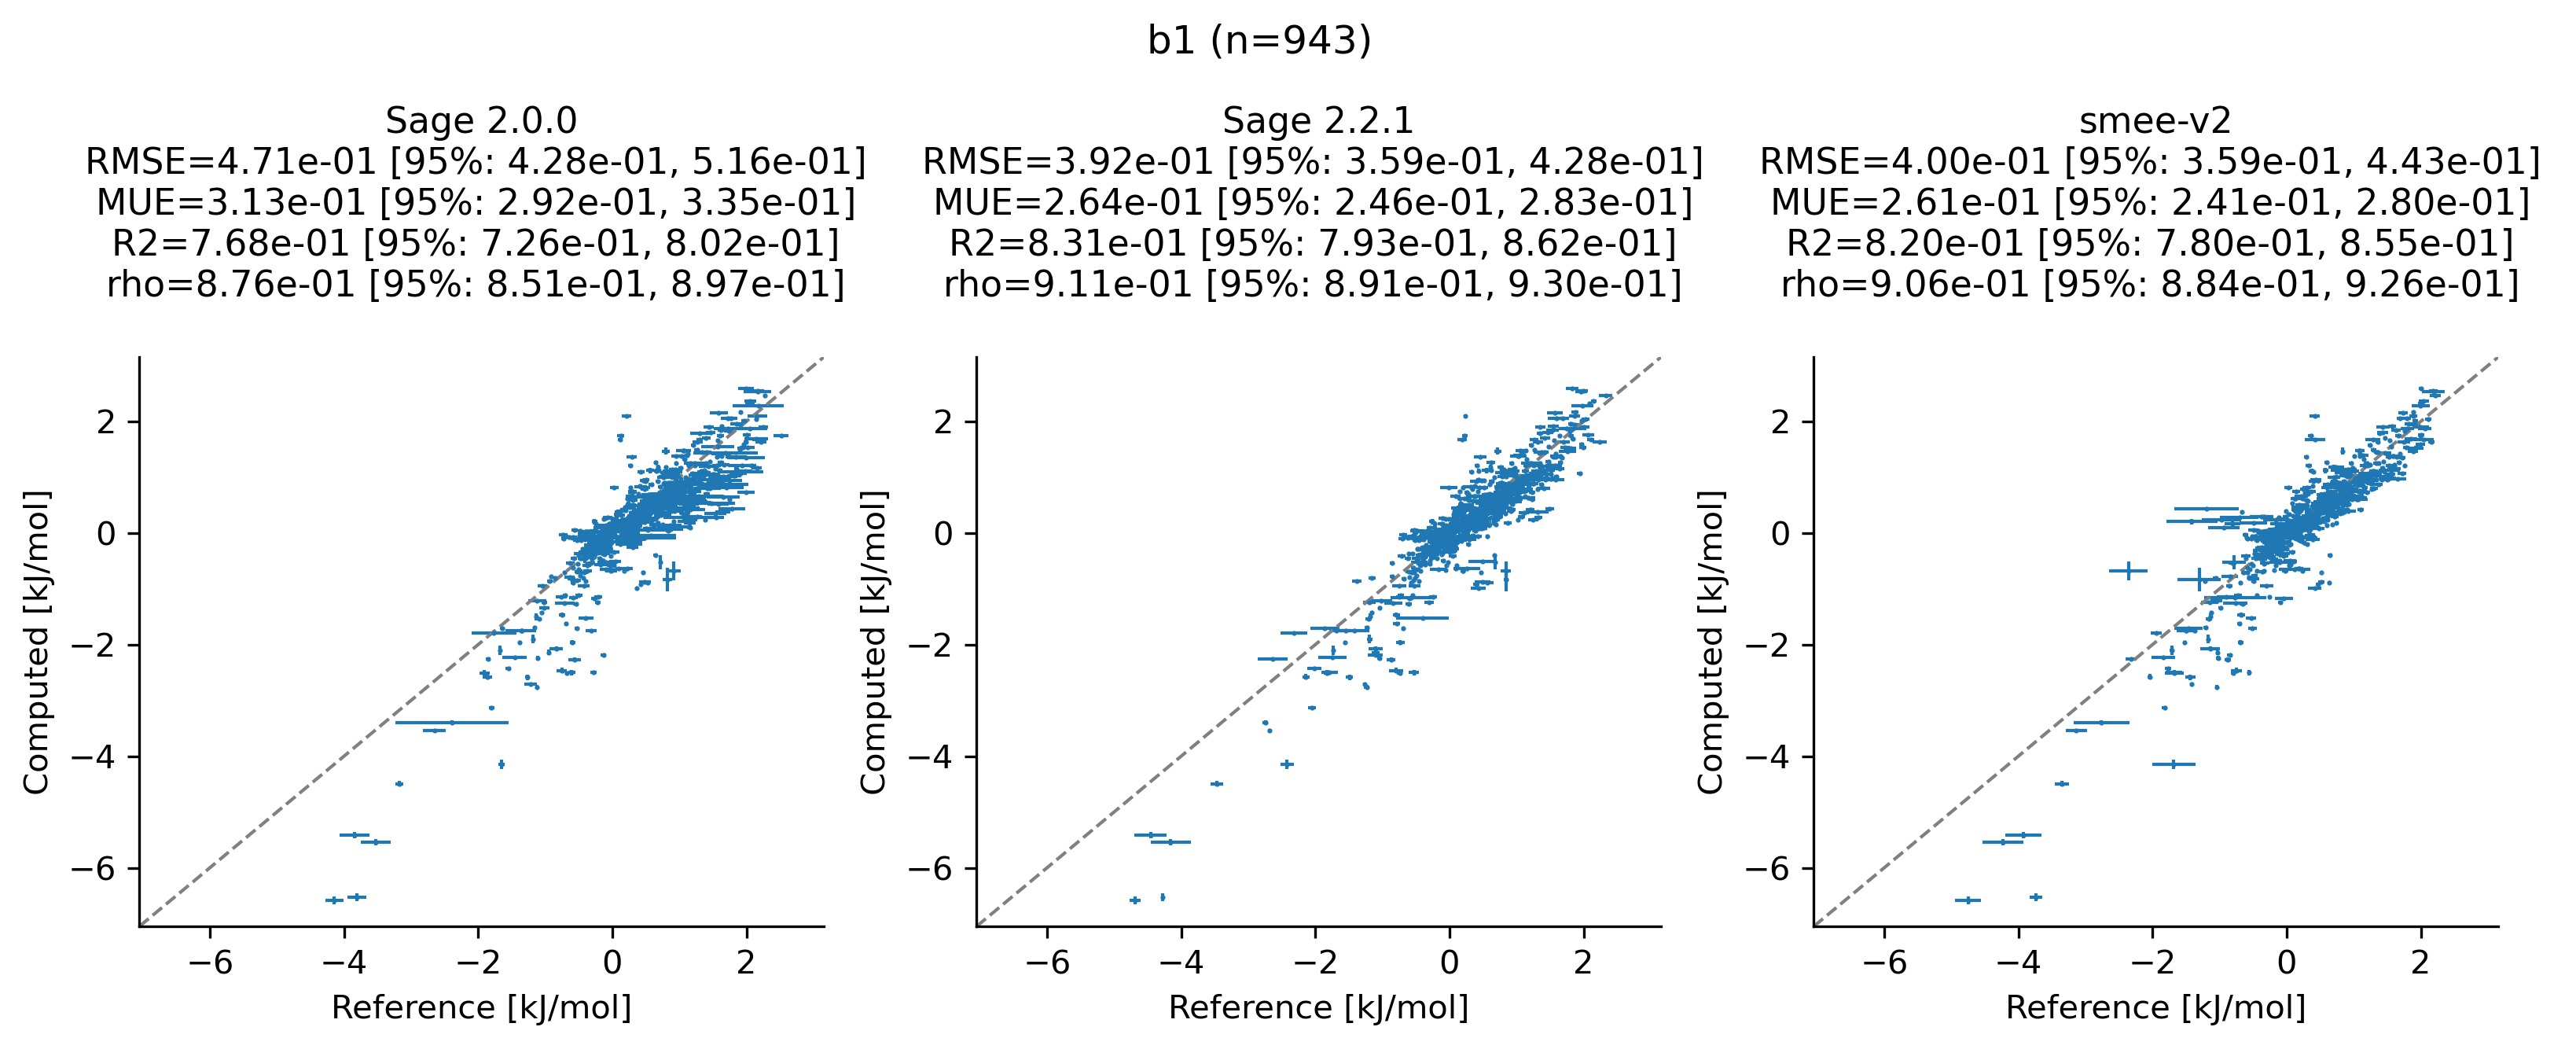 b1 (n=943)
Sage 2.0.0
RMSE=4.71e-01 [95%: 4.28e-01, 5.16e-01]
MUE=3.13e-01 [95%: 2.92e-01, 3.35e-01]
R2=7.68e-01 [95%: 7.26e-01, 8.02e-01]
rho=8.76e-01 [95%: 8.51e-01, 8.97e-01]
2
0
−2
−4
−6
Computed [kJ/mol]
−6 −4 −2 0 2
Reference [kJ/mol]
Sage 2.2.1
RMSE=3.92e-01 [95%: 3.59e-01, 4.28e-01]
MUE=2.64e-01 [95%: 2.46e-01, 2.83e-01]
R2=8.31e-01 [95%: 7.93e-01, 8.62e-01]
rho=9.11e-01 [95%: 8.91e-01, 9.30e-01]
2
0
−2
−4
−6
Computed [kJ/mol]
−6 −4 −2 0 2
Reference [kJ/mol]
smee-v2
RMSE=4.00e-01 [95%: 3.59e-01, 4.43e-01]
MUE=2.61e-01 [95%: 2.41e-01, 2.80e-01]
R2=8.20e-01 [95%: 7.80e-01, 8.55e-01]
rho=9.06e-01 [95%: 8.84e-01, 9.26e-01]
2
0
−2
−4
−6
Computed [kJ/mol]
−6 −4 −2 0 2
Reference [kJ/mol]